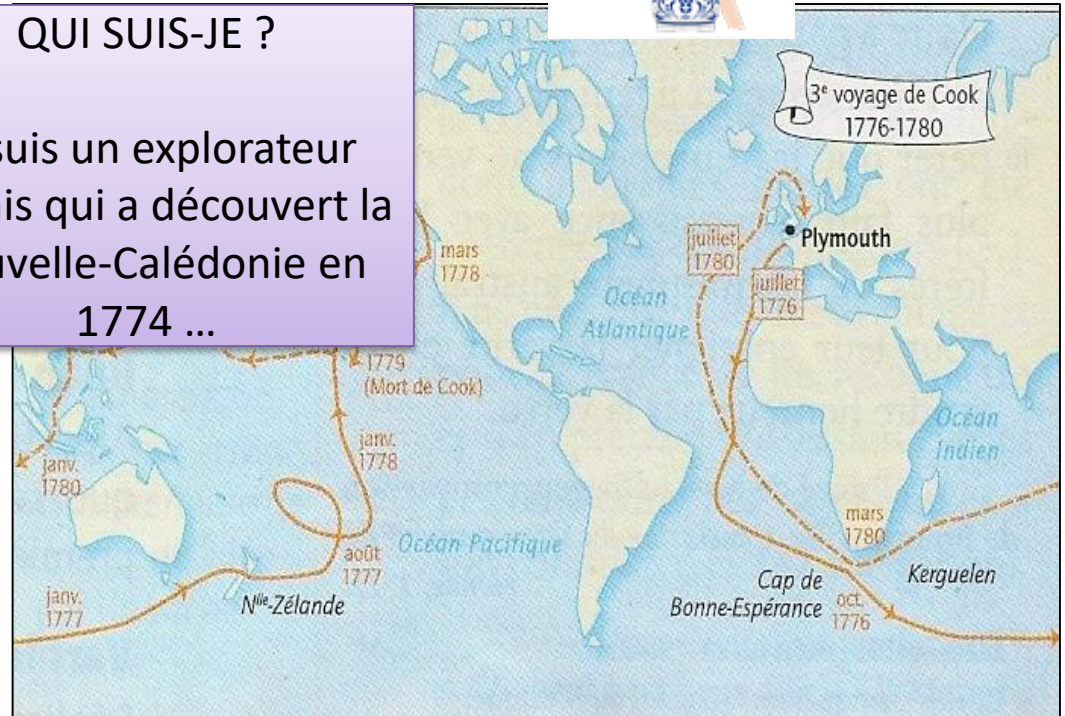 QUI SUIS-JE ?
suis un explorateur
is qui a découvert la
velle-Calédonie en
1774 ...
3e voyage de Cook
1776-1780
mars
1778
juillet
1780
Plymouth
juillet
1776
Océan
Atlantique
1779
(Mort de Cook)
janv.
1778
Océan
Indien
janv.
1780
août
1777
Océan Pacifique
mars
1780
janv.
1777
Nlle-Zélande
Cap de
Bonne-Espérance
oct.
1776
Kerguelen